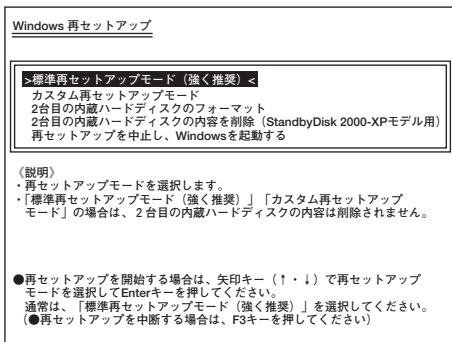 Windows 再セットアップ
>標準再セットアップモード（強く推奨）<
カスタム再セットアップモード
2台目の内蔵ハードディスクのフォーマット
2台目の内蔵ハードディスクの内容を削除（StandbyDisk 2000-XPモデル用）
再セットアップを中止し、Windowsを起動する
《説明》
・再セットアップモードを選択します。
・「標準再セットアップモード（強く推奨）」「カスタム再セットアップ
モード」の場合は、２台目の内蔵ハードディスクの内容は削除されません。
●再セットアップを開始する場合は、矢印キー（↑・↓）で再セットアップ
モードを選択してEnterキーを押してください。
通常は、「標準再セットアップモード（強く推奨）」を選択してください。
（●再セットアップを中断する場合は、F3キーを押してください）